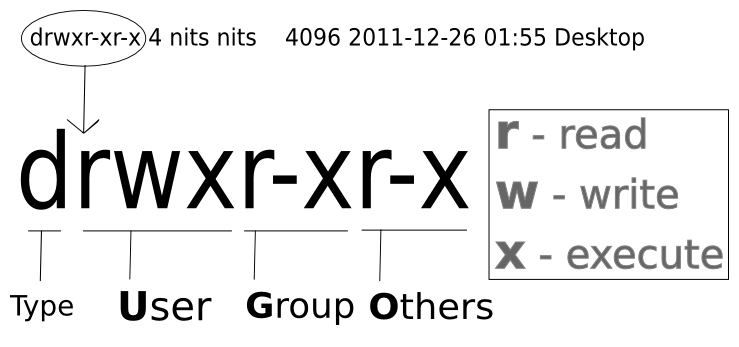 drwxr-xr-x 4 nits nits 4096 2011-12-26 01:55 Desktop
drwxr-xr-x
r - read
w - write
x - execute
Type User Group Others